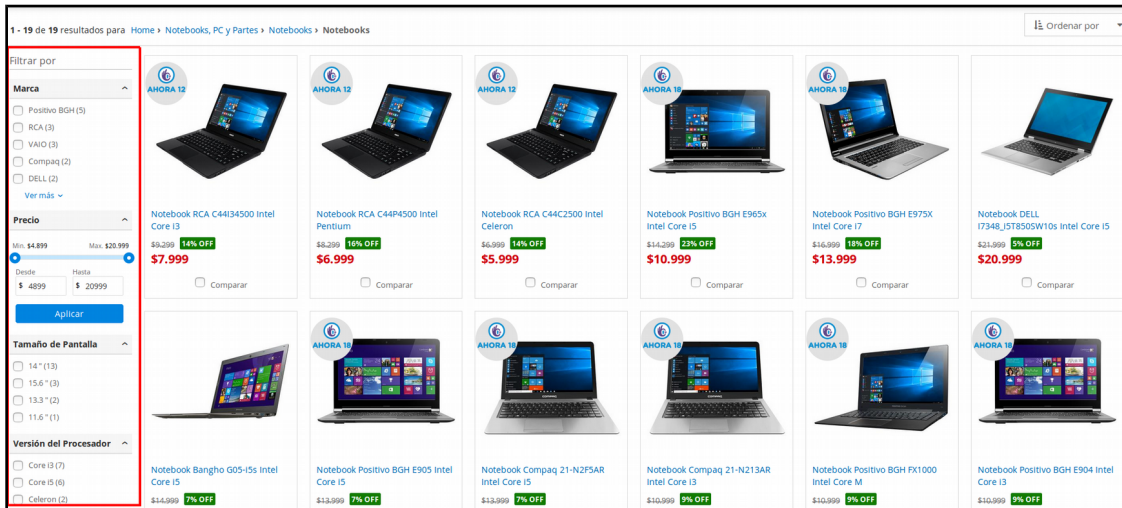 1 - 19 de 19 resultados para Home › Notebooks, PC y Partes › Notebooks › Notebooks
Ordenar por
Filtrar por
Marca
Positivo BGH (5)
RCA (3)
VAIO (3)
Compaq (2)
DELL (2)
Ver más
Precio
Min. $4.899 Max. $20.999
Desde Hasta
$ 4899 $ 20999
Aplicar
Tamaño de Pantalla
14 " (13)
15.6 " (3)
13.3 " (2)
11.6 " (1)
Versión del Procesador
Core i3 (7)
Core i5 (6)
Celeron (2)
AHORA 12
Notebook RCA C44I34500 Intel
Core i3
$9.299 14% OFF
$7.999
Comparar
AHORA 12
Notebook RCA C44P4500 Intel
Pentium
$8.299 16% OFF
$6.999
Comparar
AHORA 12
Notebook RCA C44C2500 Intel
Celeron
$6.999 14% OFF
$5.999
Comparar
AHORA 18
Notebook Positivo BGH E965x
Intel Core i5
$14.299 23% OFF
$10.999
Comparar
AHORA 18
Notebook Positivo BGH E975X
Intel Core i7
$16.999 18% OFF
$13.999
Comparar
Notebook DELL
I7348_I5T850SW10s Intel Core i5
$21.999 5% OFF
$20.999
Comparar
Notebook Bangho G05-i5s Intel
Core i5
$14.999 7% OFF
AHORA 18
Notebook Positivo BGH E905 Intel
Core i5
$13.999 7% OFF
AHORA 18
Notebook Compaq 21-N2F5AR
Intel Core i5
$13.999 7% OFF
AHORA 18
Notebook Compaq 21-N213AR
Intel Core i3
$10.999 9% OFF
AHORA 18
Notebook Positivo BGH FX1000
Intel Core M
$10.999 9% OFF
AHORA 18
Notebook Positivo BGH E904 Intel
Core i3
$10.999 9% OFF